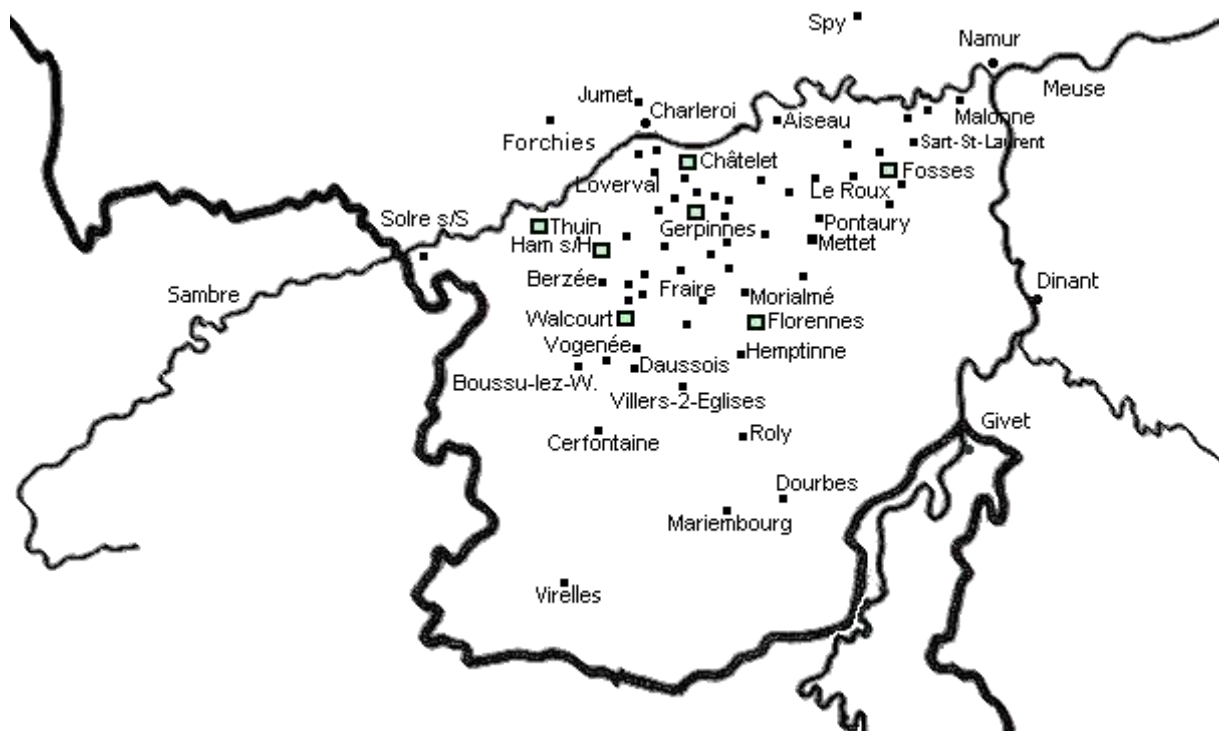 Spy
Namur
Meuse
Jumet
Charleroi
Forchies
Aiseau
Malonne
Sart-St-Laurent
Châtelet
Fosses
Loverval
Le Roux
Solre s/S
Thuin
Gerpinnes
Pontaury
Ham s/H
Mettet
Berzée
Fraire
Morialmé
Dinant
Sambre
Walcourt
Florennes
Vogenée
Daussois
Hemptinne
Boussu-lez-W.
Villers-2-Eglises
Givet
Cerfontaine
Roly
Dourbes
Mariembourg
Virelles